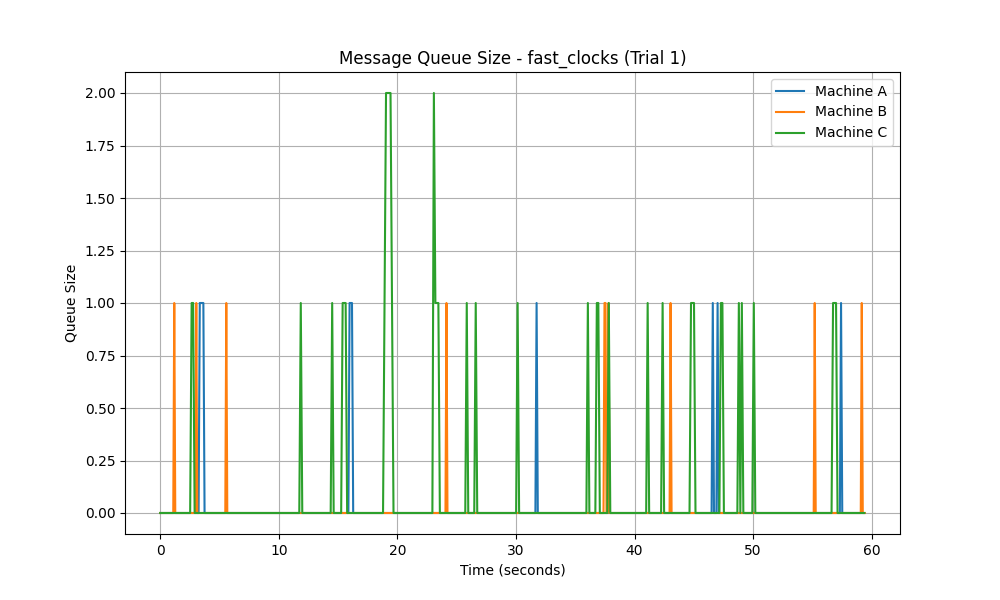 Message Queue Size - fast_clocks (Trial 1)
Queue Size
2.00
1.75
1.50
1.25
1.00
0.75
0.50
0.25
0.00
Machine A
Machine B
Machine C
0 10 20 30 40 50 60
Time (seconds)